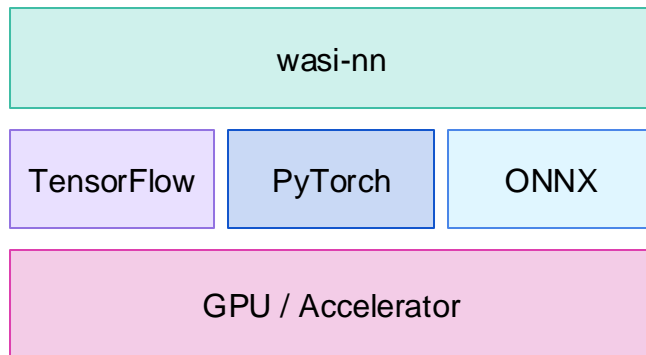 wasi-nn
TensorFlow PyTorch ONNX
GPU / Accelerator